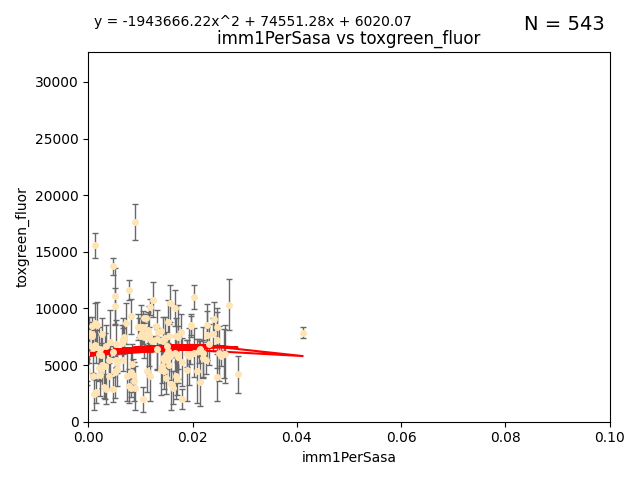 y = -1943666.22x^2 + 74551.28x + 6020.07
N = 543
imm1PerSasa vs toxgreen_fluor
30000
25000
20000
15000
10000
5000
0
toxgreen_fluor
0.00
0.02
0.04
0.06
0.08
0.10
imm1PerSasa